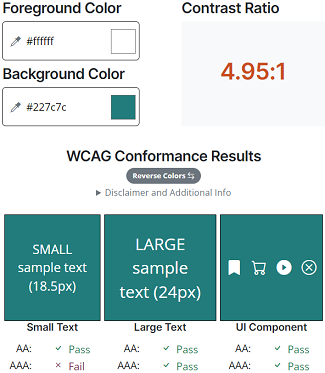 Foreground Color
#ffffff
Contrast Ratio
4.95:1
Background Color
#227c7c
WCAG Conformance Results
Reverse Colors ⇆
▶ Disclaimer and Additional Info
SMALL
sample text
(18.5px)
LARGE
sample
text (24px)
Small Text
AA: ✓ Pass
AAA: × Fail
Large Text
AA: ✓ Pass
AAA: ✓ Pass
UI Component
AA: ✓ Pass
AAA: ✓ Pass